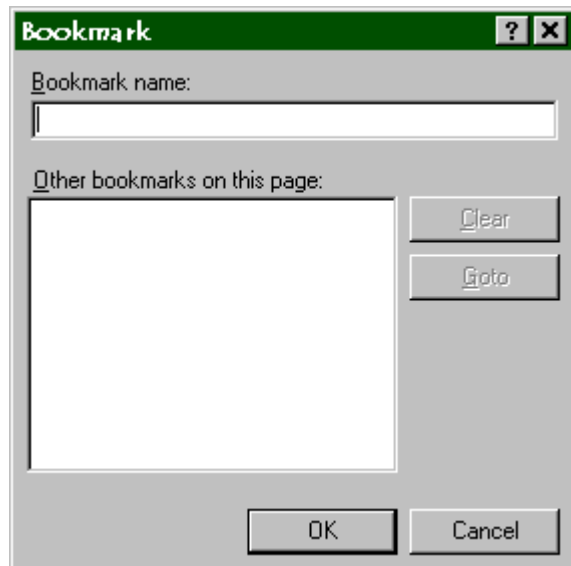 Bookmark ?
Bookmark name:
Other bookmarks on this page:
Clear
Goto
OK Cancel